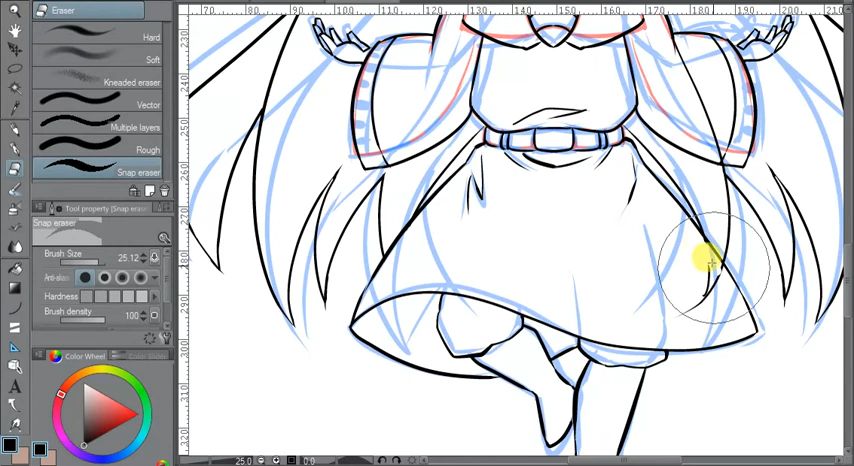 Eraser
Hard
Soft
Kneaded eraser
Vector
Multiple layers
Rough
Snap eraser
Tool property [Snap eraser]
Snap eraser
Brush Size 25.12
Anti-alias
Hardness
Brush density 100
Color Wheel Color Slider
70 80 90 100 110 120 130 140 150 160 170 180 190 200 210
230
240
250
260
270
280
290
300
310
320
25.0 0.0
A